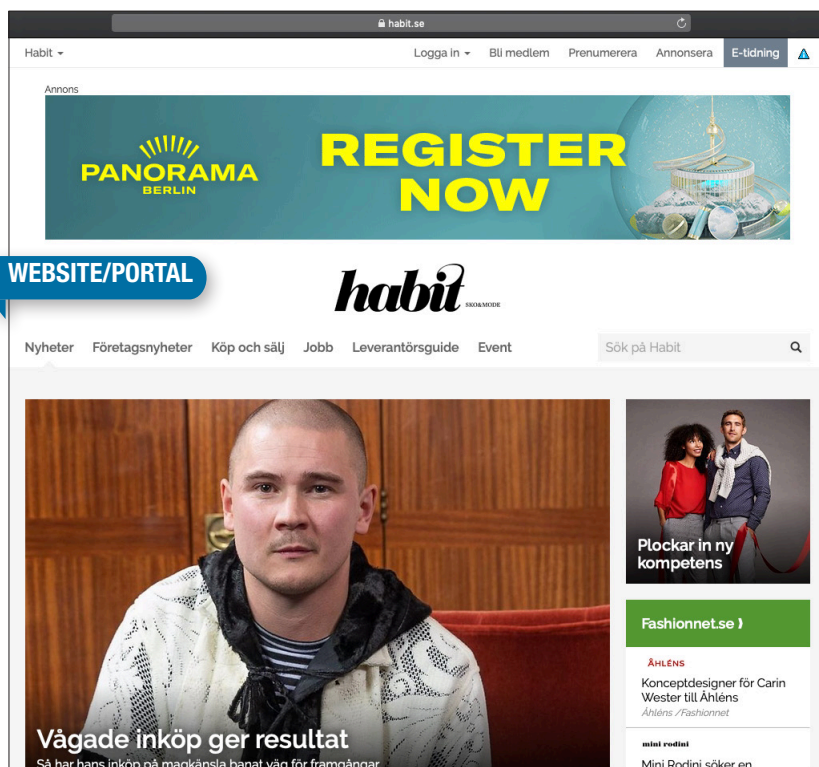 habit.se
Habit
Logga in
Bli medlem
Prenumerera
Annonsera
E-tidning
Annons
PANORAMA
BERLIN
REGISTER
NOW
WEBSITE/PORTAL
habit SKO&MODE
Nyheter
Företagsnyheter
Köp och sälj
Jobb
Leverantörsguide
Event
Sök på Habit
Vågade inköp ger resultat
Så har hans inköp på magkänsla banat väg för framgångar
Plockar in ny
kompetens
Fashionnet.se
ÅHLÉNS
Konceptdesigner för Carin
Wester till Åhléns
Åhléns /Fashionnet
mini rodini
Mini Rodini söker en